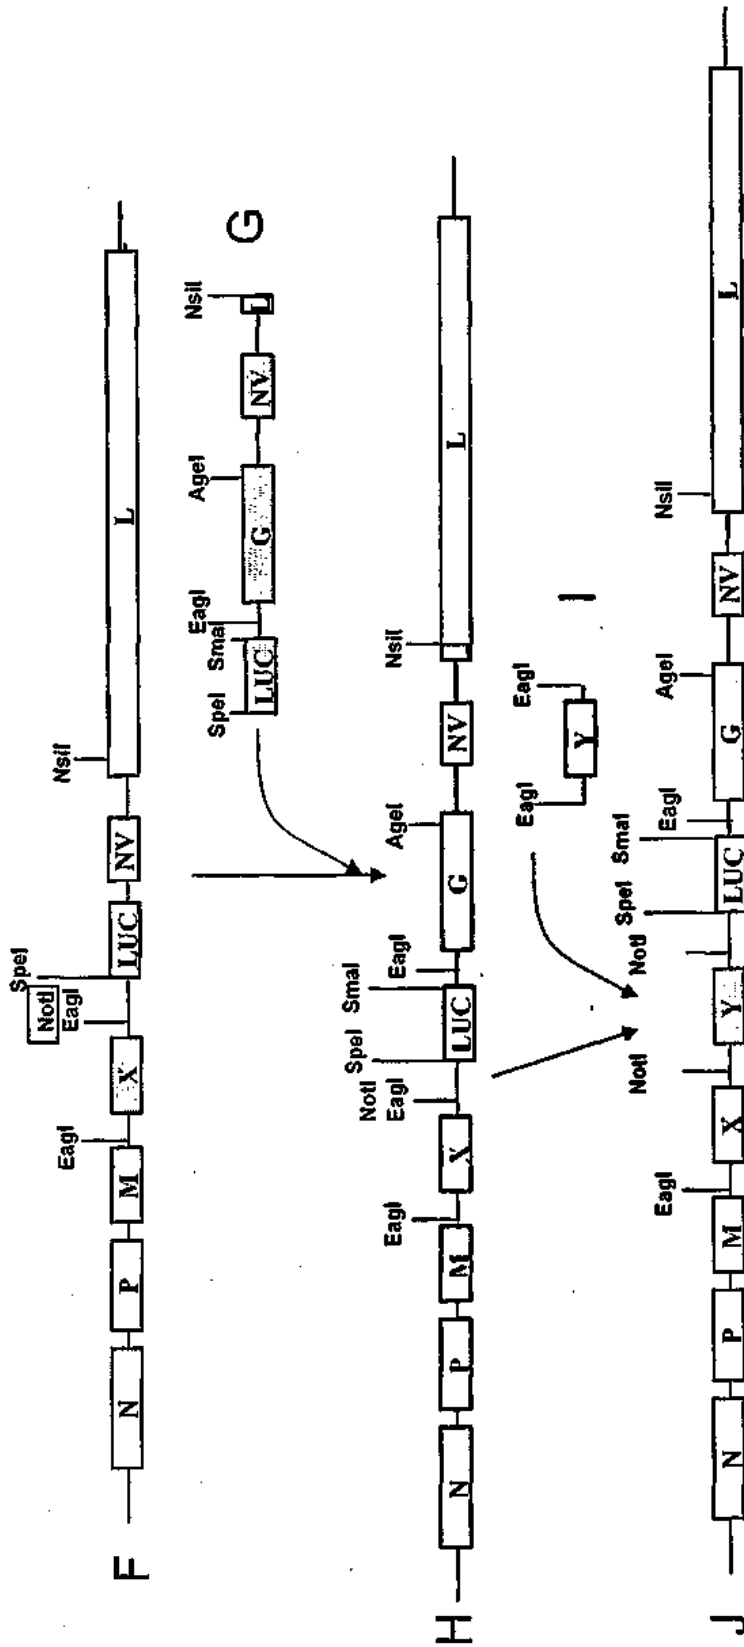 F
N
P
M
EagI
X
NotI
EagI
SpeI
LUC
NV
NsiI
L
G
SpeI
LUC
SmaI
EagI
G
AgeI
NV
L
NsiI
H
N
P
M
EagI
X
NotI
EagI
SpeI
LUC
SmaI
EagI
G
AgeI
NV
NsiI
L
I
EagI
Y
EagI
J
N
P
M
EagI
X
NotI
Y
NotI
SpeI
LUC
SmaI
EagI
G
AgeI
NV
NsiI
L